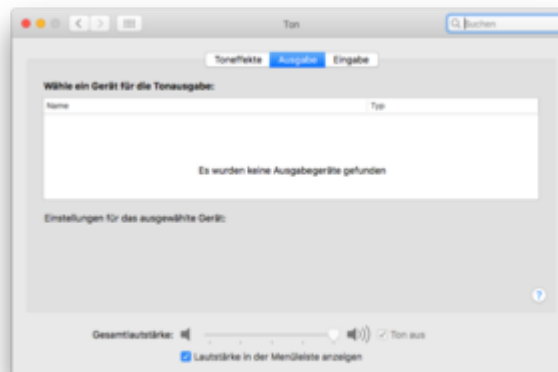 Ton
Suchen
Toneffekte Ausgabe Eingabe
Wähle ein Gerät für die Tonausgabe:
Name Typ
Es wurden keine Ausgabegeräte gefunden
Einstellungen für das ausgewählte Gerät:
?
Gesamtlautstärke: Ton aus
Lautstärke in der Menüleiste anzeigen